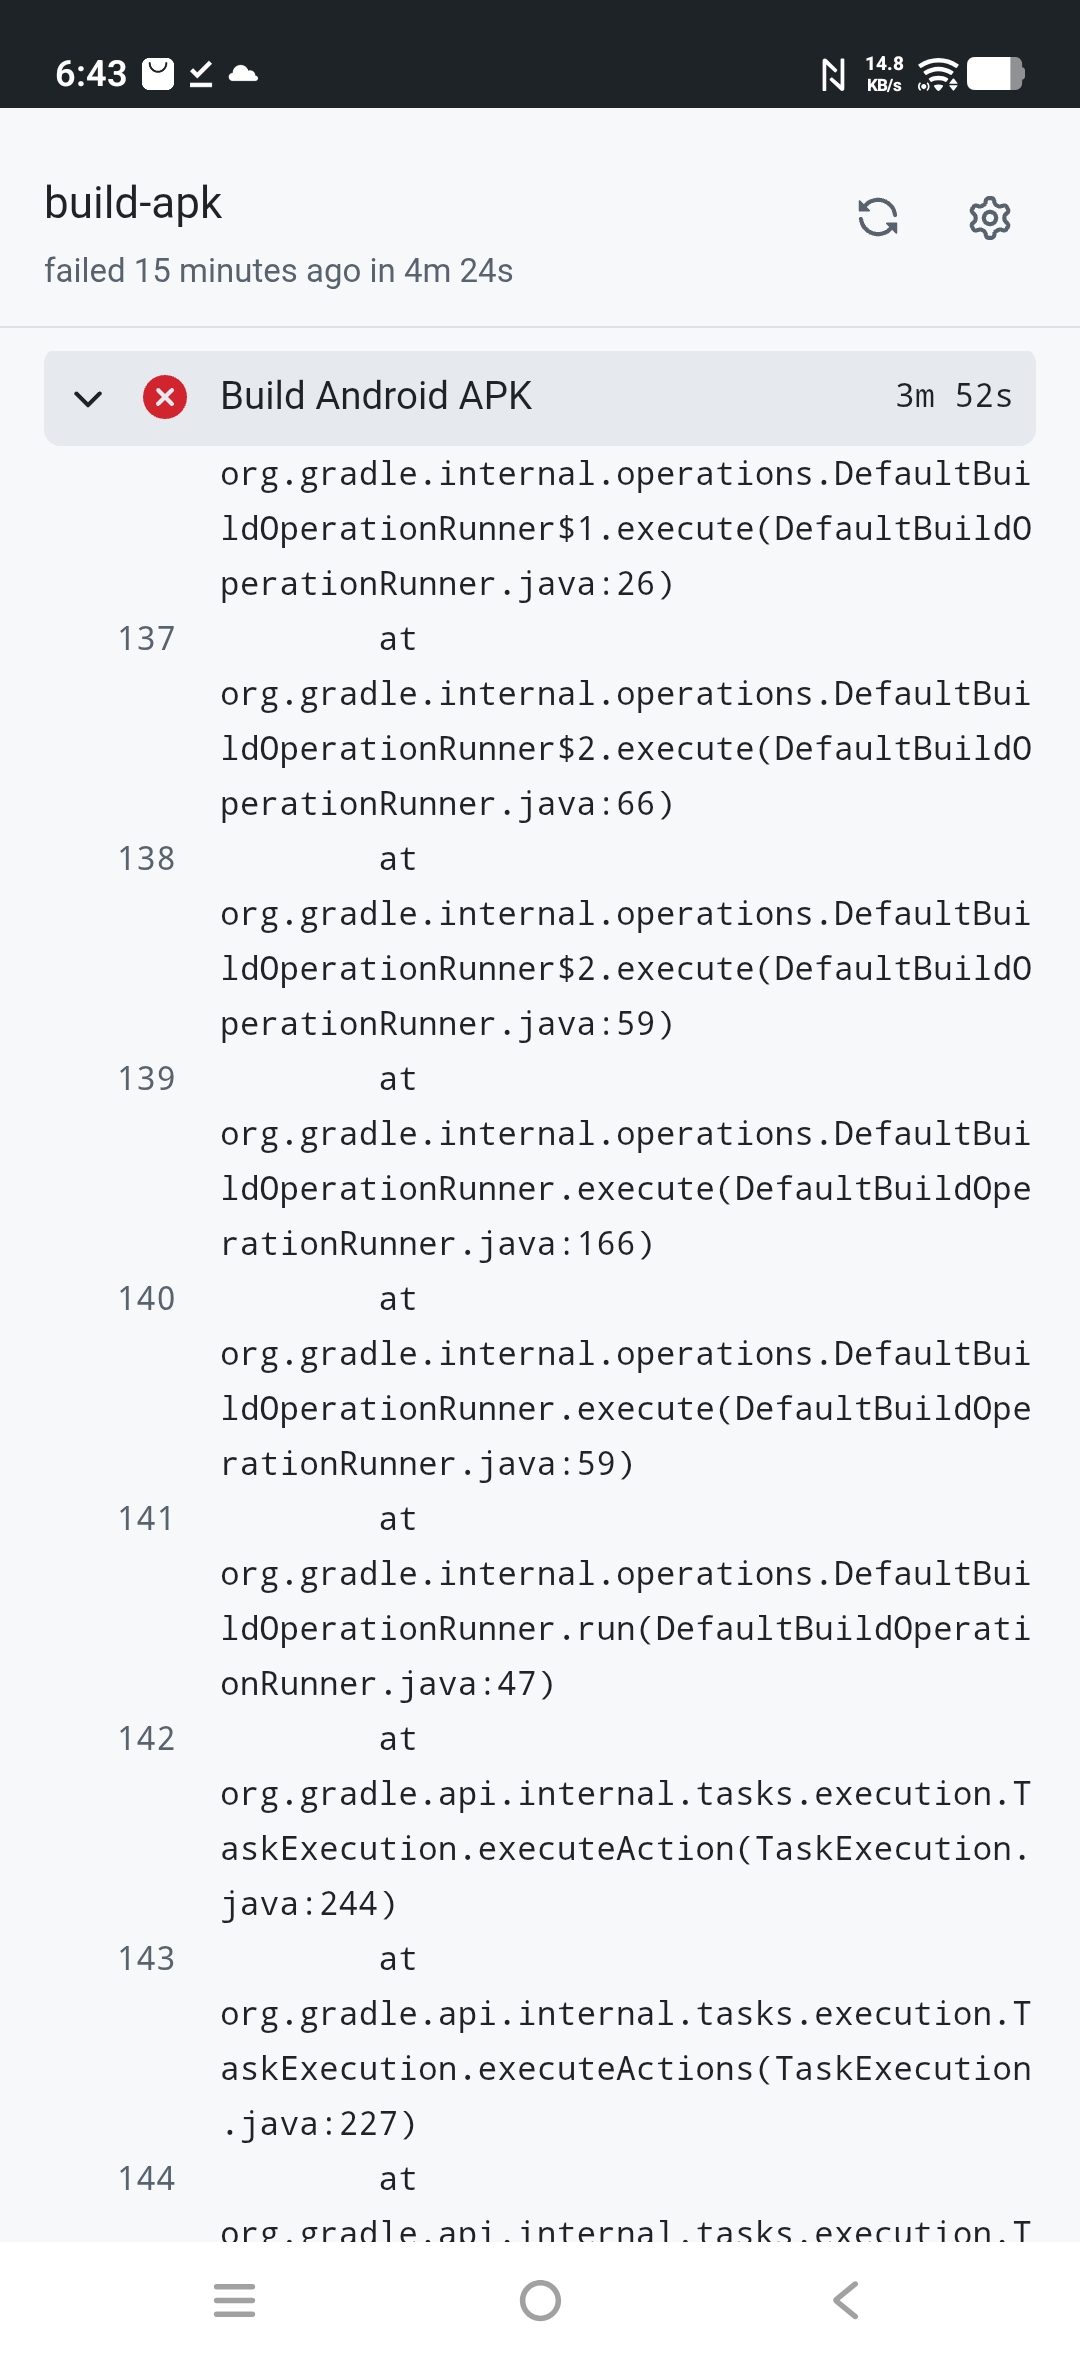 6:43
14.8
KB/s
build-apk
failed 15 minutes ago in 4m 24s
Build Android APK 3m 52s
org.gradle.internal.operations.DefaultBui
ldOperationRunner$1.execute(DefaultBuildO
perationRunner.java:26)
137 at
org.gradle.internal.operations.DefaultBui
ldOperationRunner$2.execute(DefaultBuildO
perationRunner.java:66)
138 at
org.gradle.internal.operations.DefaultBui
ldOperationRunner$2.execute(DefaultBuildO
perationRunner.java:59)
139 at
org.gradle.internal.operations.DefaultBui
ldOperationRunner.execute(DefaultBuildOpe
rationRunner.java:166)
140 at
org.gradle.internal.operations.DefaultBui
ldOperationRunner.execute(DefaultBuildOpe
rationRunner.java:59)
141 at
org.gradle.internal.operations.DefaultBui
ldOperationRunner.run(DefaultBuildOperati
onRunner.java:47)
142 at
org.gradle.api.internal.tasks.execution.T
askExecution.executeAction(TaskExecution.
java:244)
143 at
org.gradle.api.internal.tasks.execution.T
askExecution.executeActions(TaskExecution
.java:227)
144 at
org.gradle.api.internal.tasks.execution.T